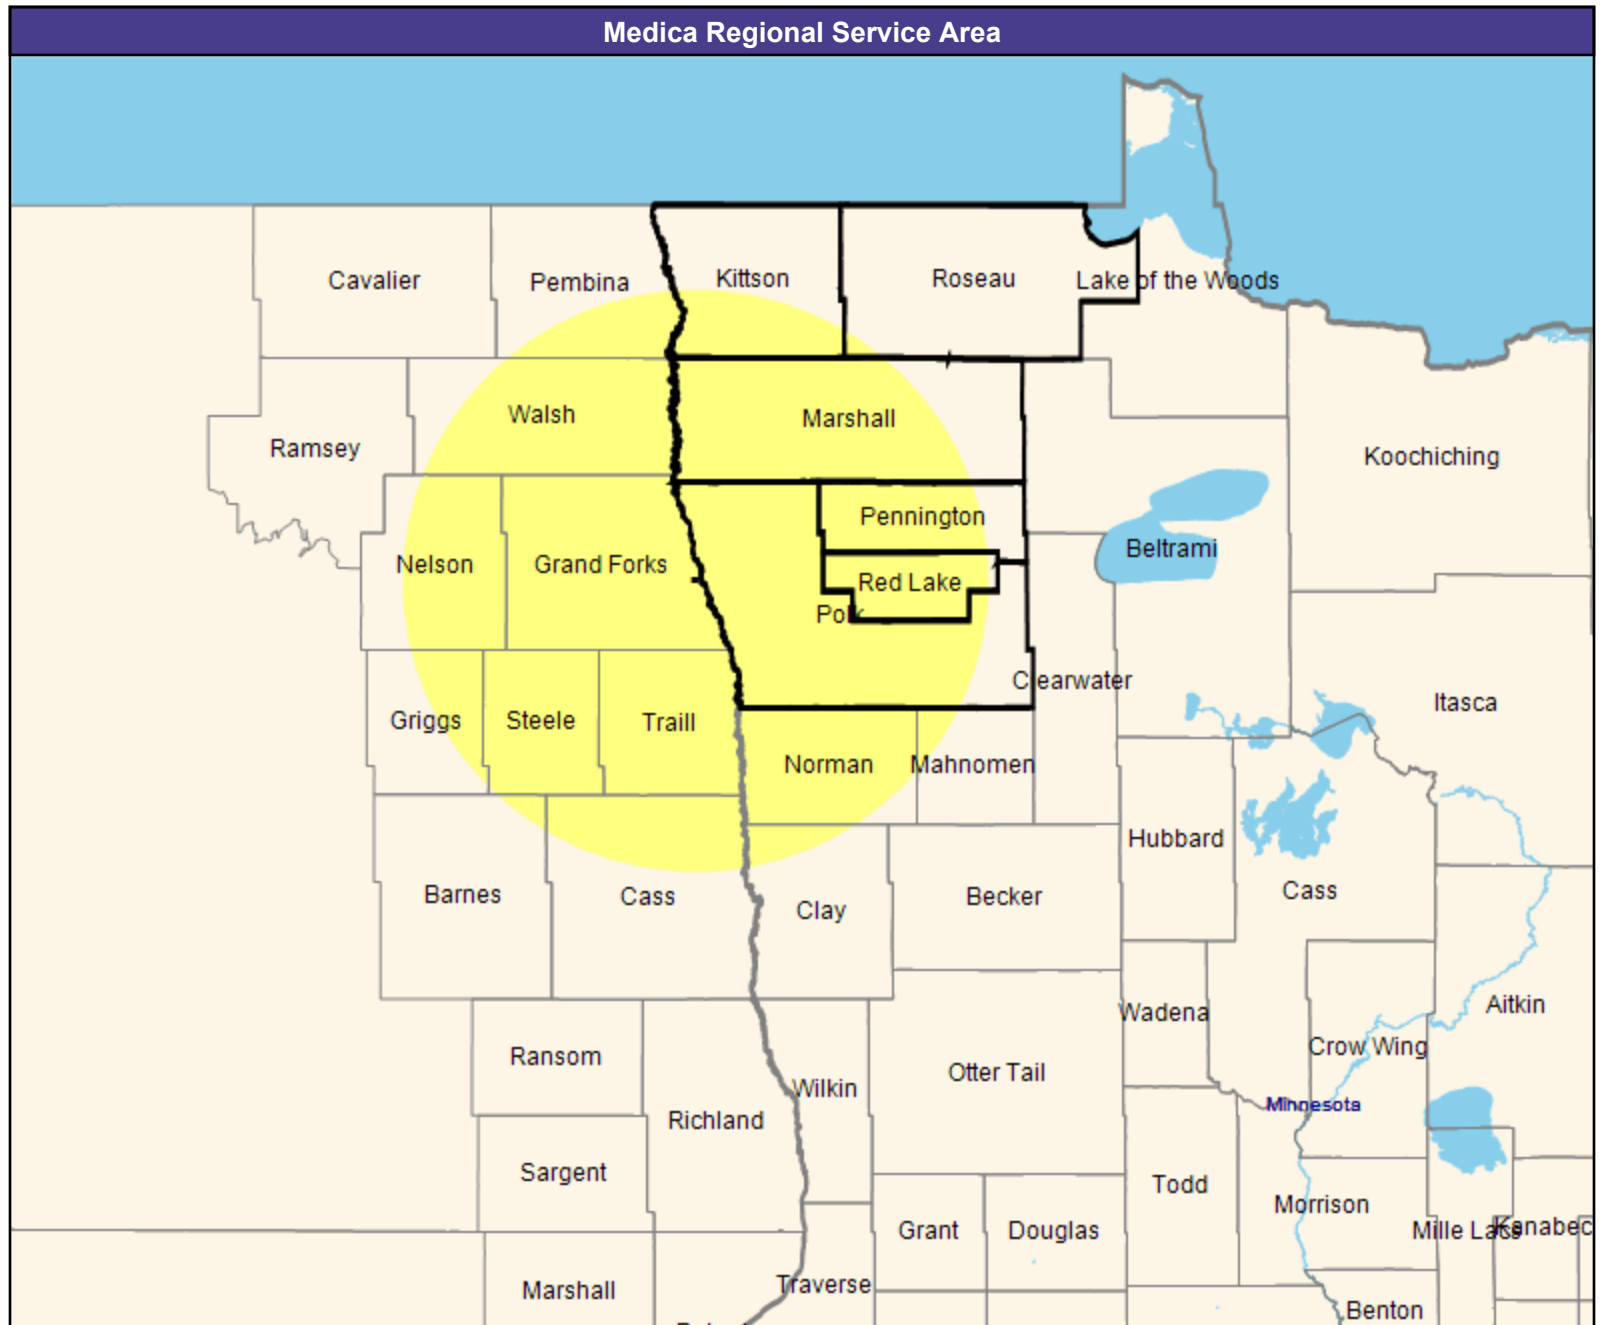 Medica Regional Service Area
Cavalier
Pembina
Kittson
Roseau
Lake of the Woods
Walsh
Marshall
Ramsey
Koochiching
Pennington
Nelson
Grand Forks
Beltrami
Red Lake
Polk
Clearwater
Griggs
Steele
Traill
Itasca
Norman
Mahnomen
Hubbard
Barnes
Cass
Clay
Becker
Cass
Wadena
Aitkin
Ransom
Crow Wing
Otter Tail
Wilkin
Minnesota
Richland
Sargent
Todd
Morrison
Grant
Douglas
Mille Lacs
Kanabec
Marshall
Traverse
Benton